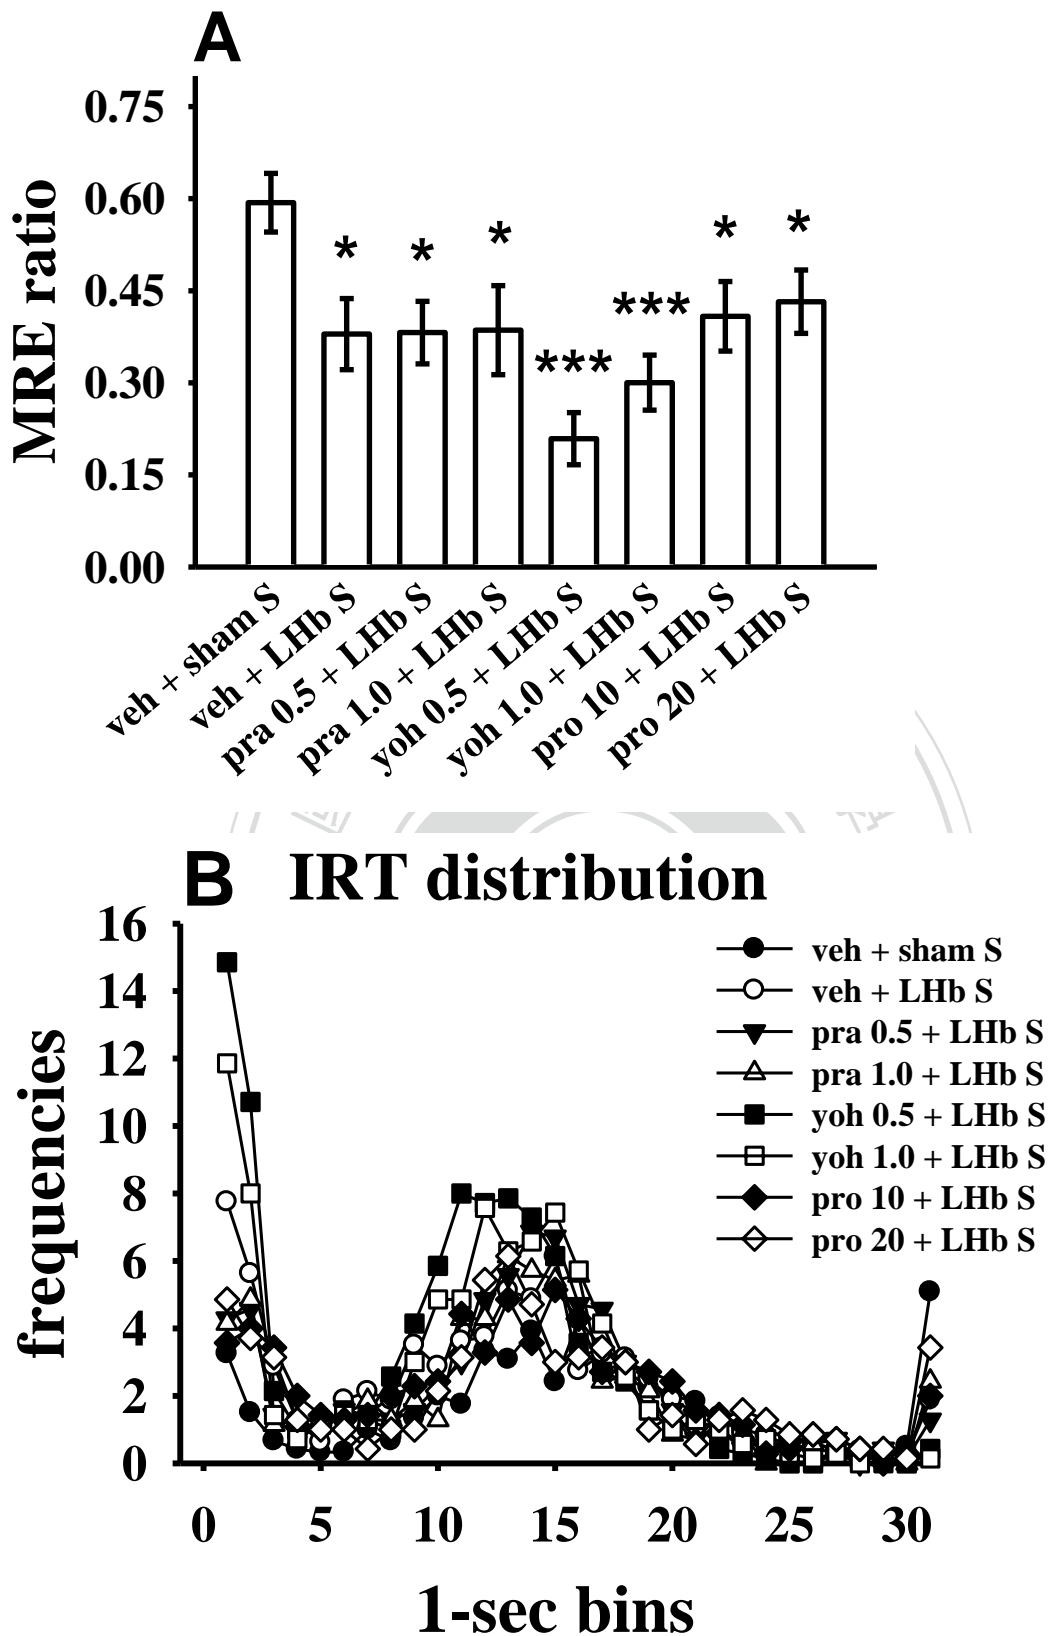 A
0.75
0.60
0.45
0.30
0.15
0.00
MRE ratio
*
*
*
***
***
*
*
veh + sham S
veh + LHb S
pra 0.5 + LHb S
pra 1.0 + LHb S
yoh 0.5 + LHb S
yoh 1.0 + LHb S
pro 10 + LHb S
pro 20 + LHb S
B IRT distribution
16
14
12
10
8
6
4
2
0
frequencies
veh + sham S
veh + LHb S
pra 0.5 + LHb S
pra 1.0 + LHb S
yoh 0.5 + LHb S
yoh 1.0 + LHb S
pro 10 + LHb S
pro 20 + LHb S
0 5 10 15 20 25 30
1-sec bins